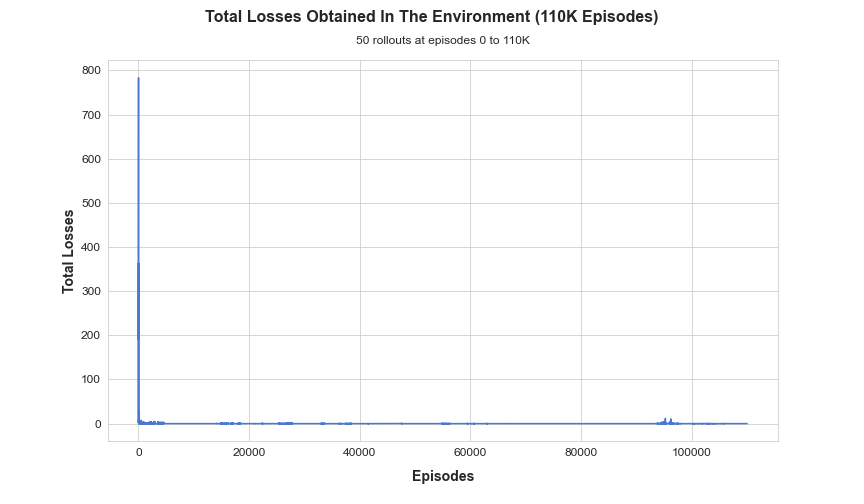 Total Losses Obtained In The Environment (110K Episodes)
50 rollouts at episodes 0 to 110K
800
700
600
500
400
300
200
100
0
Total Losses
0 20000 40000 60000 80000 100000
Episodes